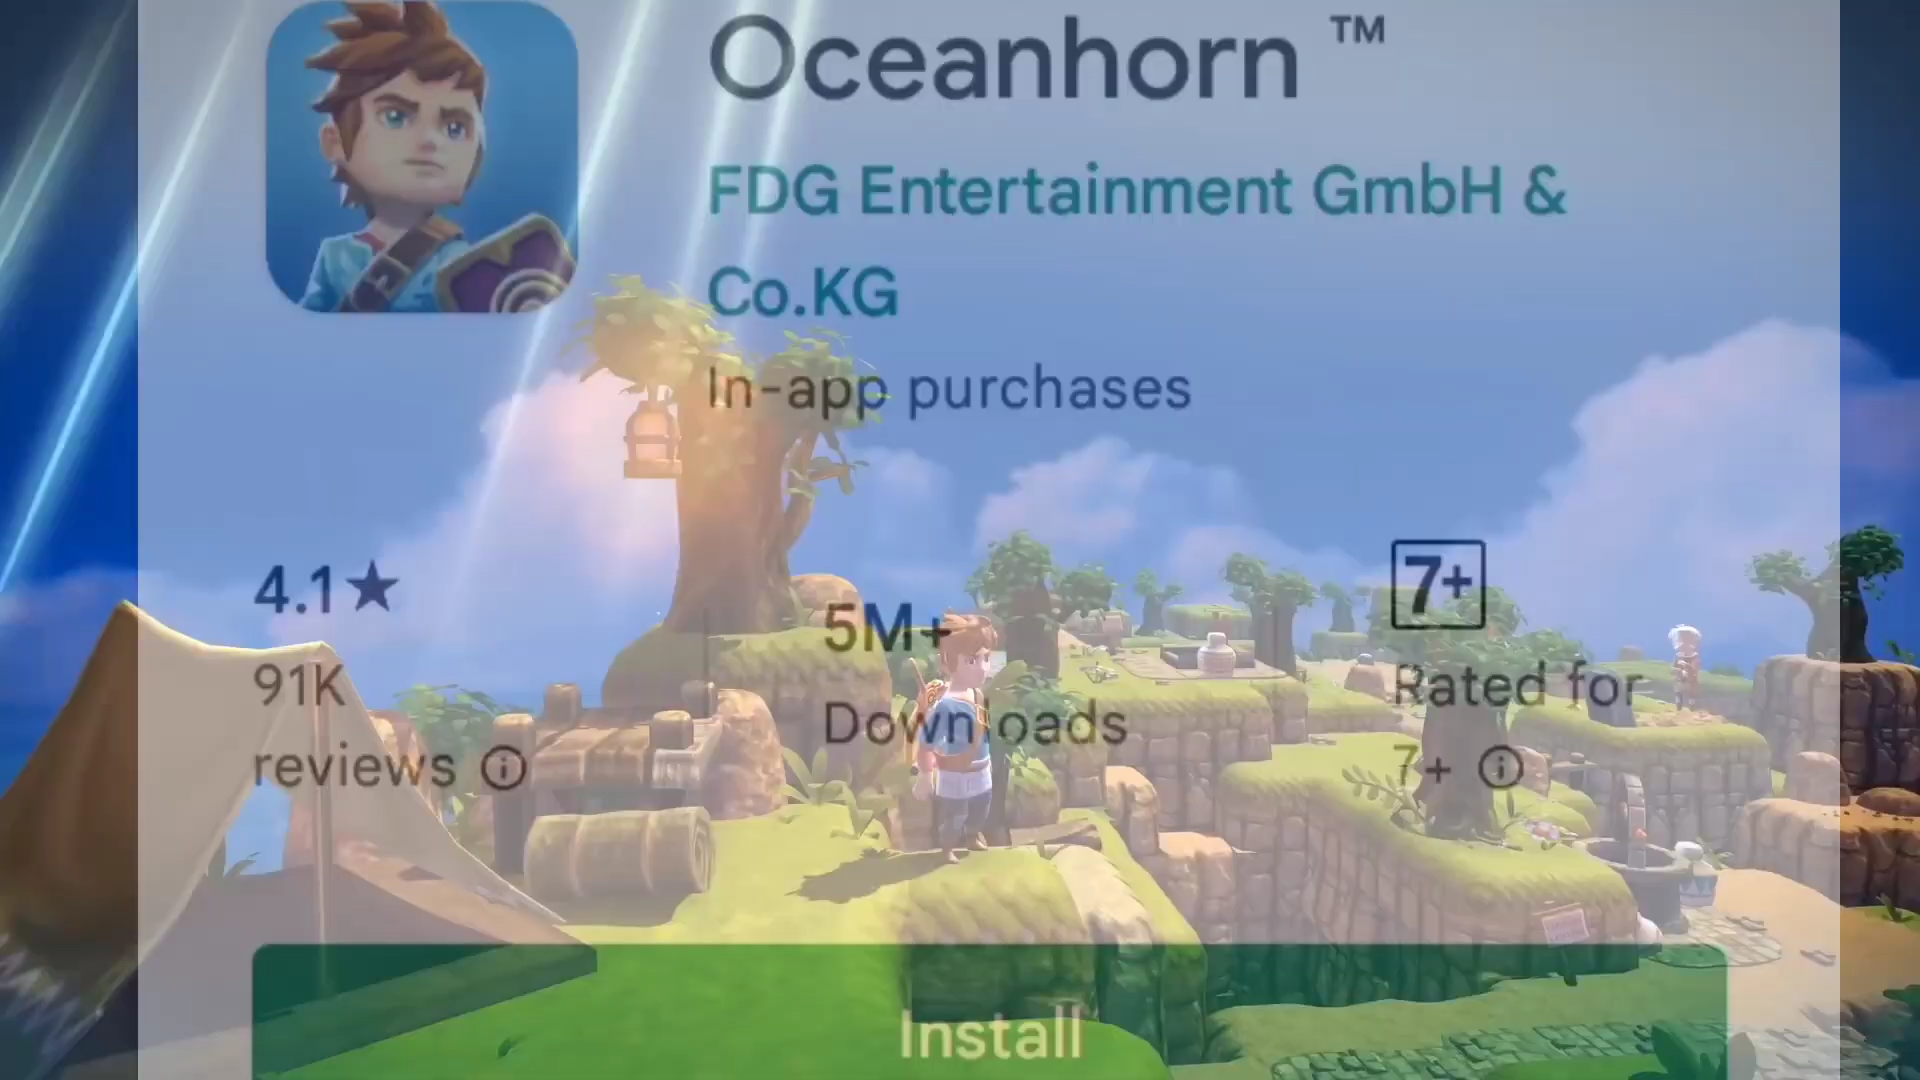 Oceanhorn ™
FDG Entertainment GmbH &
Co.KG
In-app purchases
4.1★
91K
reviews
5M+
Downloads
7+
Rated for
7+
Install